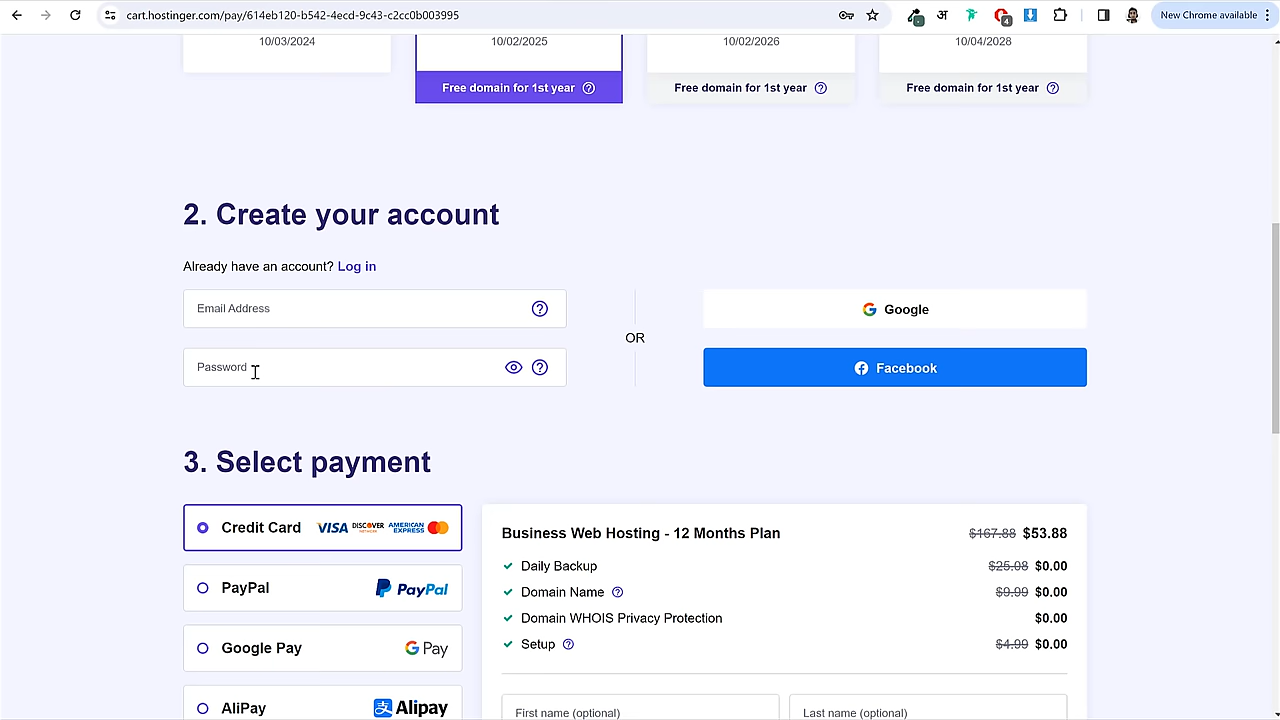 cart.hostinger.com/pay/614eb120-b542-4ecd-9c43-c2cc0b003995
4
New Chrome available
10/03/2024
10/02/2025
10/02/2026
10/04/2028
Free domain for 1st year
Free domain for 1st year
Free domain for 1st year
2. Create your account
Already have an account? Log in
Email Address
Google
OR
Password
Facebook
3. Select payment
Credit Card VISA DISCOVER NETWORK AMERICAN EXPRESS
PayPal PayPal
Google Pay G Pay
AliPay 支 Alipay
Business Web Hosting - 12 Months Plan $167.88 $53.88
Daily Backup $25.08 $0.00
Domain Name $9.99 $0.00
Domain WHOIS Privacy Protection $0.00
Setup $4.99 $0.00
First name (optional)
Last name (optional)